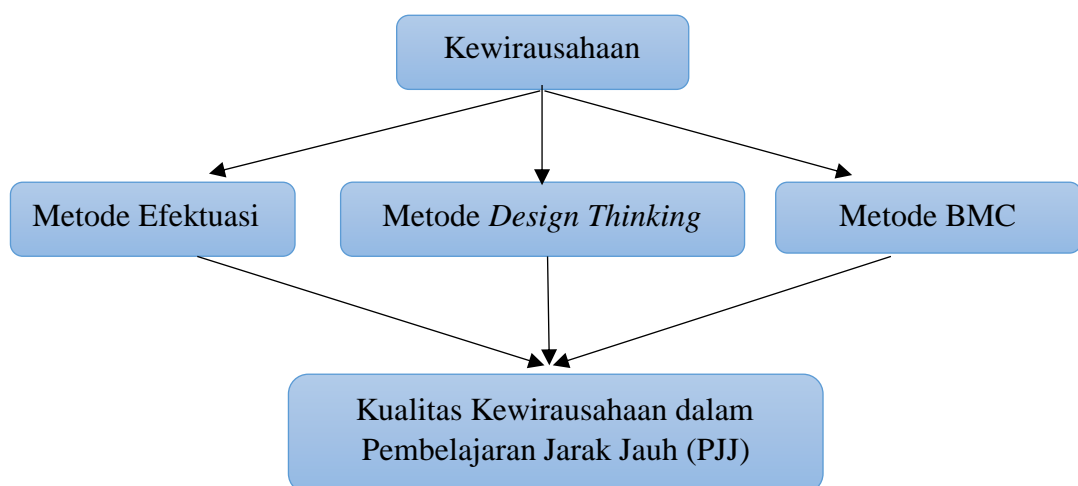 Kewirausahaan
Metode Efektuasi
Metode Design Thinking
Metode BMC
Kualitas Kewirausahaan dalam
Pembelajaran Jarak Jauh (PJJ)